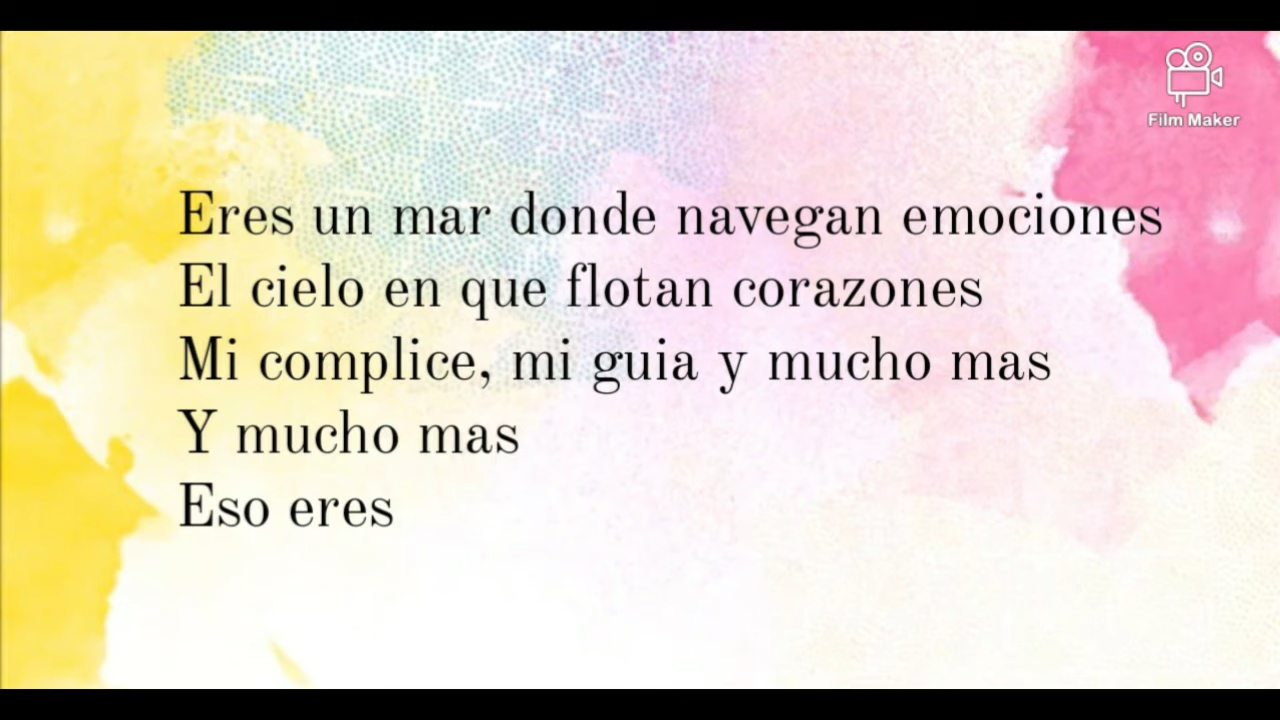 Film Maker
Eres un mar donde navegan emociones
El cielo en que flotan corazones
Mi complice, mi guia y mucho mas
Y mucho mas
Eso eres